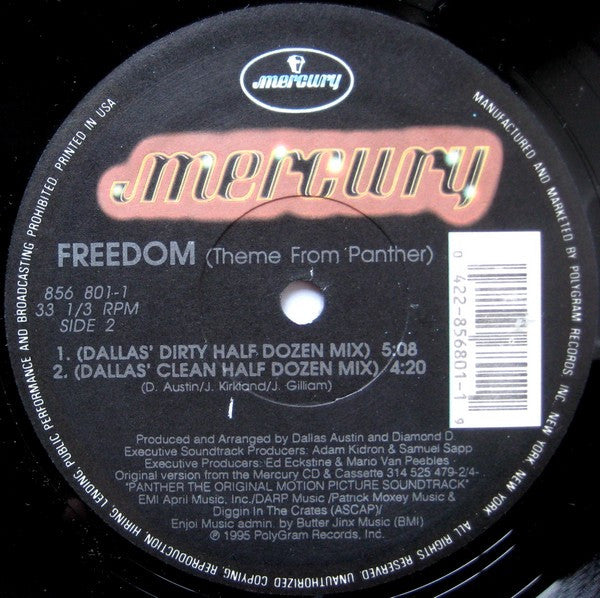 mercury
mercury
FREEDOM (Theme From Panther)
856 801-1
33 1/3 RPM
SIDE 2
1. (DALLAS' DIRTY HALF DOZEN MIX) 5:08
2. (DALLAS' CLEAN HALF DOZEN MIX) 4:20
(D. Austin/J. Kirkland/J. Gilliam)
0 422-856801-1 9
Produced and Arranged by Dallas Austin and Diamond D.
Executive Soundtrack Producers: Adam Kidron & Samuel Sapp
Executive Producers: Ed Eckstine & Mario Van Peebles
Original version from the Mercury CD & Cassette 314 525 479-2/4-
"PANTHER THE ORIGINAL MOTION PICTURE SOUNDTRACK"
EMI April Music, Inc./DARP Music /Patrick Moxey Music &
Diggin In The Crates (ASCAP)/
Enjoi Music admin. by Butter Jinx Music (BMI)
℗ 1995 PolyGram Records, Inc.
MANUFACTURED AND MARKETED BY POLYGRAM RECORDS, INC. NEW YORK, NEW YORK. ALL RIGHTS RESERVED. UNAUTHORIZED COPYING, REPRODUCTION, HIRING, LENDING, PUBLIC PERFORMANCE AND BROADCASTING PROHIBITED. PRINTED IN USA